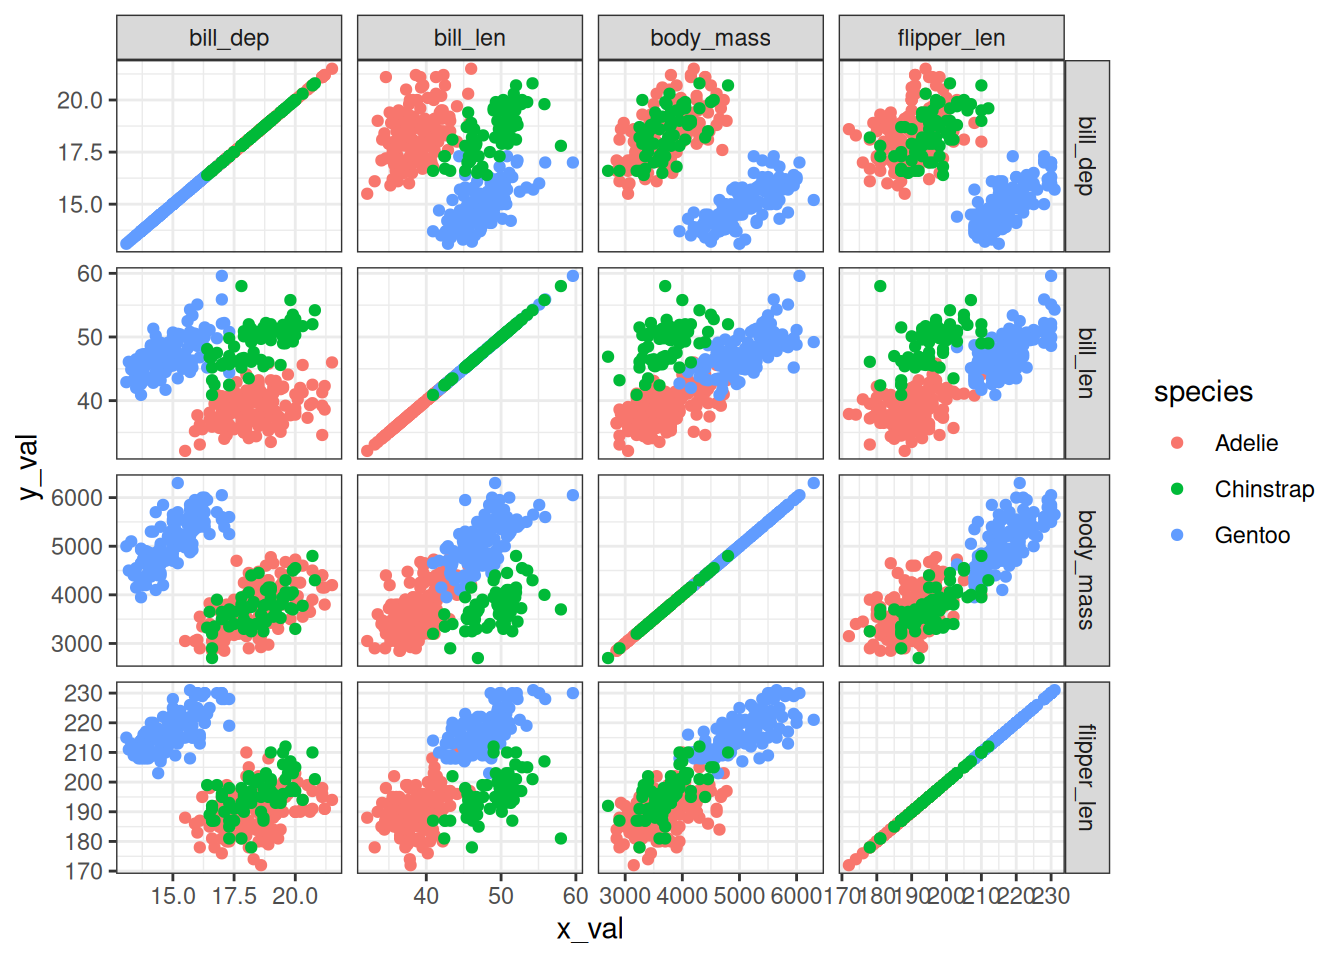 bill_dep bill_len body_mass flipper_len
20.0
17.5
15.0
bill_dep
60
50
40
bill_len
y_val
6000
5000
4000
3000
body_mass
230
220
210
200
190
180
170
flipper_len
15.0 17.5 20.0 40 50 60 3000 4000 5000 6000 170 180 190 200 210 220 230
x_val
species
Adelie
Chinstrap
Gentoo